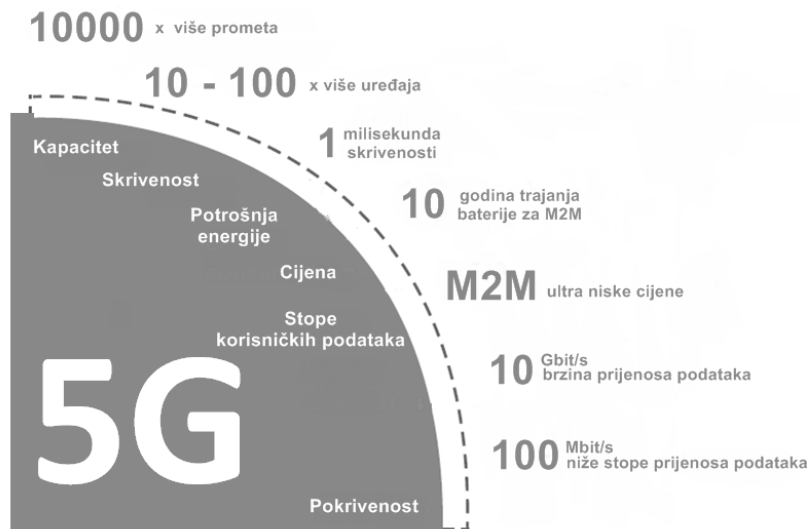 10000 x više prometa
10 - 100 x više uređaja
1 milisekunda
skrivenosti
10 godina trajanja
baterije za M2M
M2M ultra niske cijene
10 Gbit/s
brzina prijenosa podataka
100 Mbit/s
niže stope prijenosa podataka
Kapacitet
Skrivenost
Potrošnja
energije
Cijena
Stope
korisničkih podataka
5G
Pokrivenost